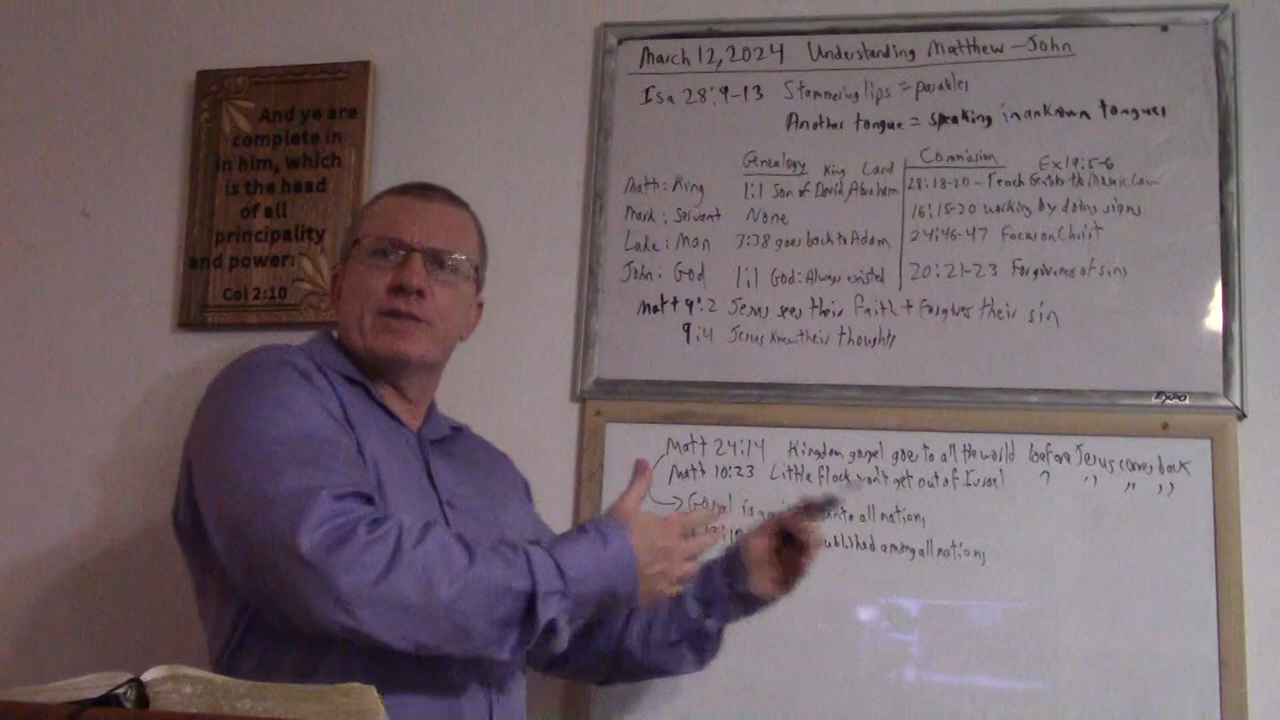 And ye are
complete in
in him, which
is the head
of all
principality
and power:
Col 2:10
March 12, 2024 Understanding Matthew - John
Isa 28:9-13 Stammering lips = parables
Another tongue = speaking in unknown tongues
Genealogy King Land Commission Ex 19:5-6
Matt: King 1:1 Son of David, Abraham 28:18-20 - Teach Gentiles the Mosaic Law
Mark: Servant None 16:15-20 working by doing signs
Luke: Man 3:38 goes back to Adam 24:46-47 Focus on Christ
John: God 1:1 God: Always existed 20:21-23 Forgiveness of sins
Matt 9:2 Jesus sees their Faith + forgives their sin
9:4 Jesus knew their thoughts
EXPO
Matt 24:14 Kingdom gospel goes to all the world before Jesus comes back
Matt 10:23 Little flock won't get out of Israel " " " "
Gospel is unto all nations
published among all nations